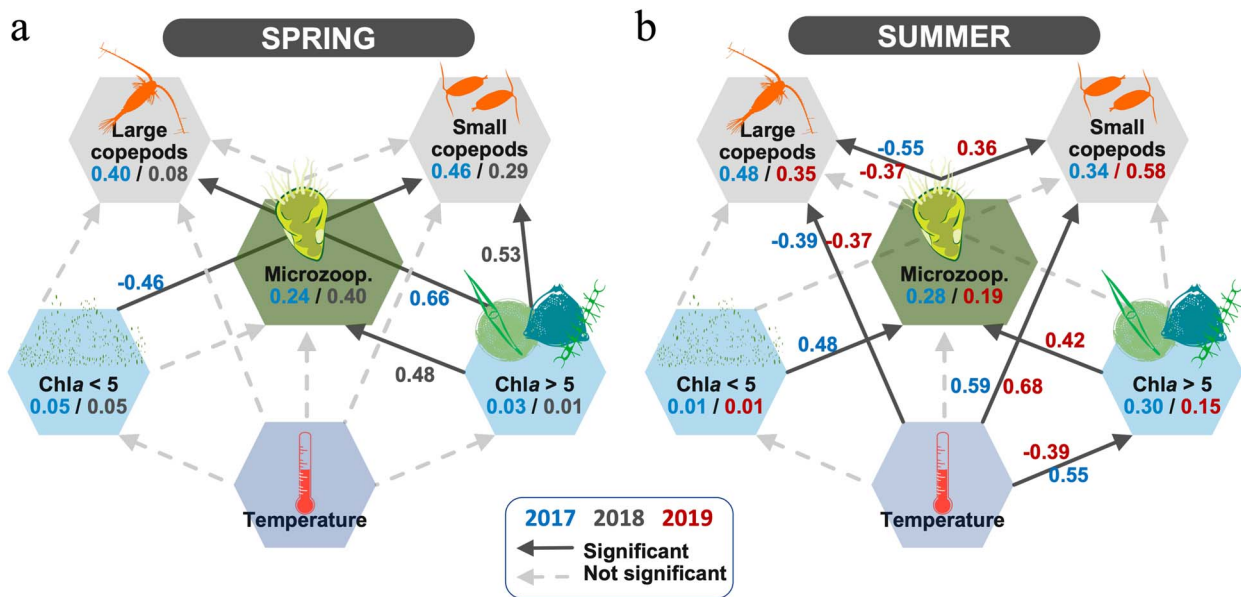 a
SPRING
Large
copepods
0.40 / 0.08
Small
copepods
0.46 / 0.29
-0.46
Microzoop.
0.24 / 0.40
0.53
0.66
0.48
Chla < 5
0.05 / 0.05
Chla > 5
0.03 / 0.01
Temperature
b
SUMMER
Large
copepods
0.48 / 0.35
Small
copepods
0.34 / 0.58
-0.55
0.36
-0.37
-0.39
-0.37
Microzoop.
0.28 / 0.19
0.48
0.42
Chla < 5
0.01 / 0.01
Chla > 5
0.30 / 0.15
0.59
0.68
-0.39
0.55
Temperature
2017 2018 2019
Significant
Not significant